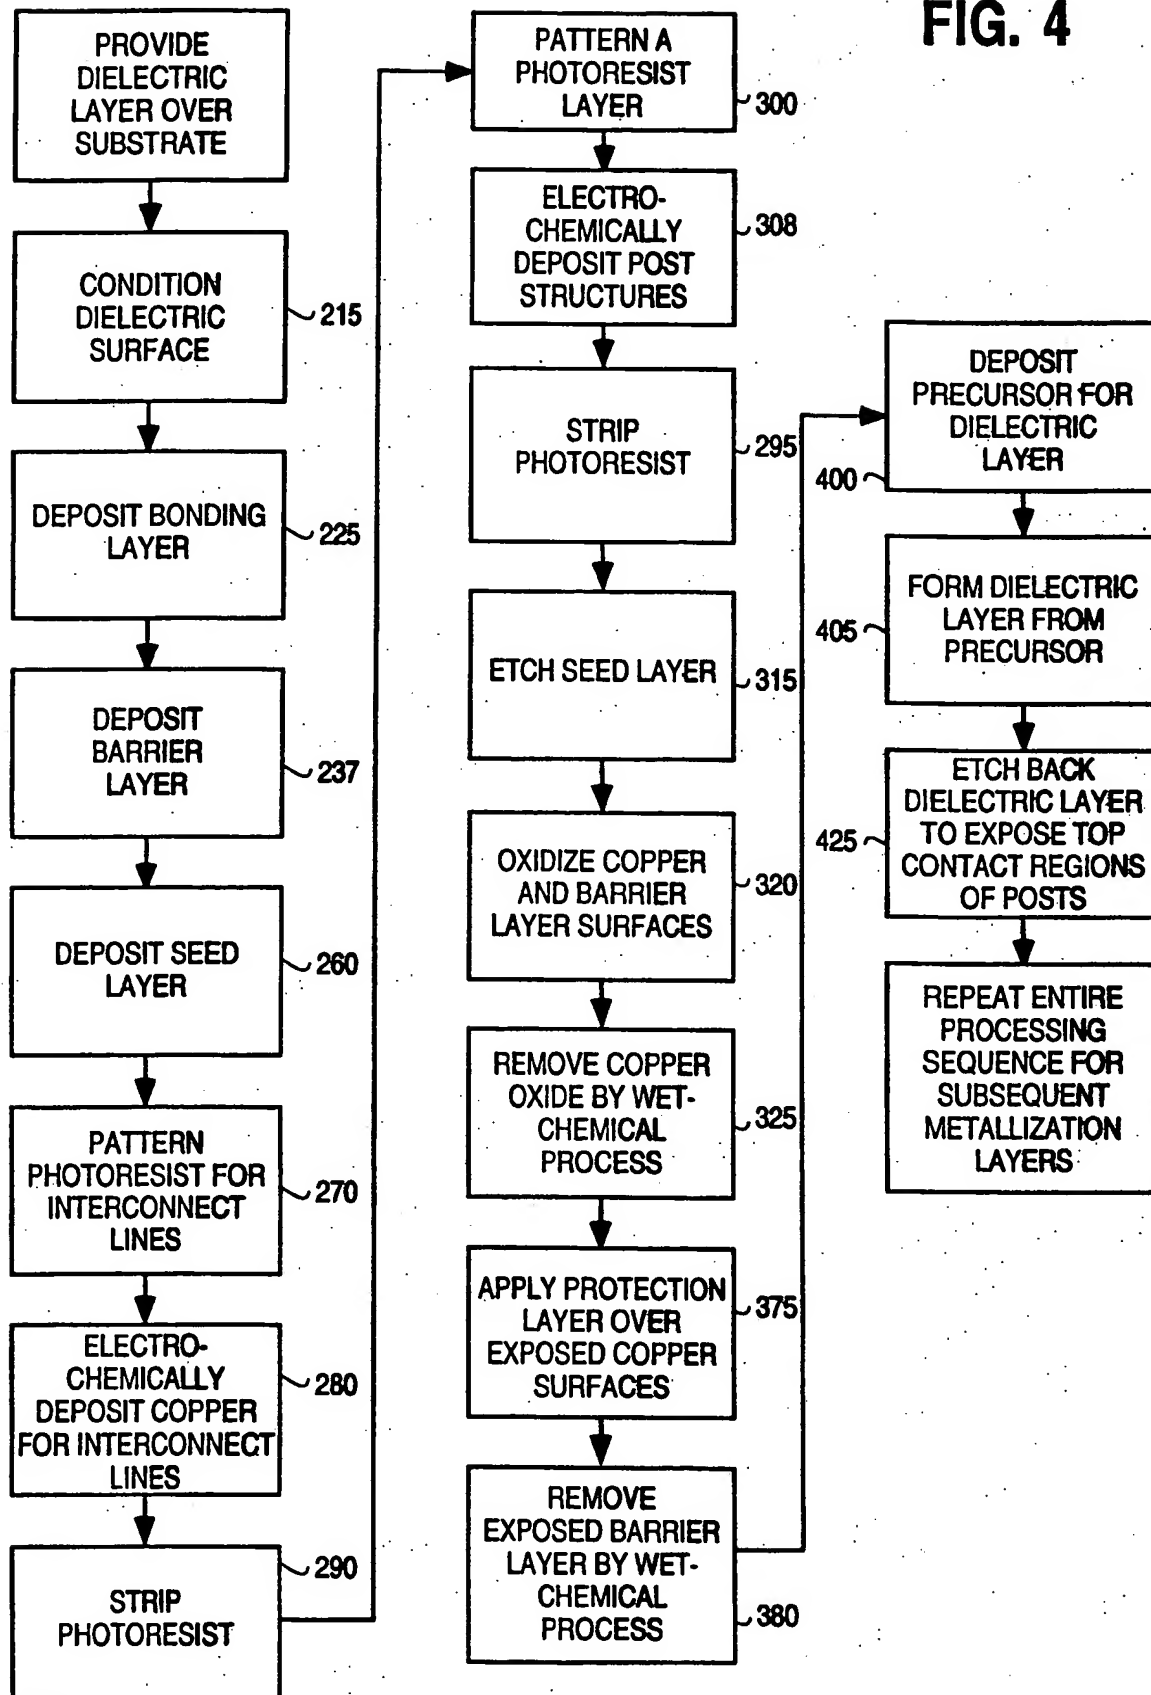 FIG. 4
PROVIDE
DIELECTRIC
LAYER OVER
SUBSTRATE
CONDITION
DIELECTRIC
SURFACE
215
DEPOSIT BONDING
LAYER
225
DEPOSIT
BARRIER
LAYER
237
DEPOSIT SEED
LAYER
260
PATTERN
PHOTORESIST FOR
INTERCONNECT
LINES
270
ELECTRO-
CHEMICALLY
DEPOSIT COPPER
FOR INTERCONNECT
LINES
280
STRIP
PHOTORESIST
290
PATTERN A
PHOTORESIST
LAYER
300
ELECTRO-
CHEMICALLY
DEPOSIT POST
STRUCTURES
308
STRIP
PHOTORESIST
295
ETCH SEED LAYER
315
OXIDIZE COPPER
AND BARRIER
LAYER SURFACES
320
REMOVE COPPER
OXIDE BY WET-
CHEMICAL
PROCESS
325
APPLY PROTECTION
LAYER OVER
EXPOSED COPPER
SURFACES
375
REMOVE
EXPOSED BARRIER
LAYER BY WET-
CHEMICAL
PROCESS
380
DEPOSIT
PRECURSOR FOR
DIELECTRIC
LAYER
400
FORM DIELECTRIC
LAYER FROM
PRECURSOR
405
ETCH BACK
DIELECTRIC LAYER
TO EXPOSE TOP
CONTACT REGIONS
OF POSTS
425
REPEAT ENTIRE
PROCESSING
SEQUENCE FOR
SUBSEQUENT
METALLIZATION
LAYERS